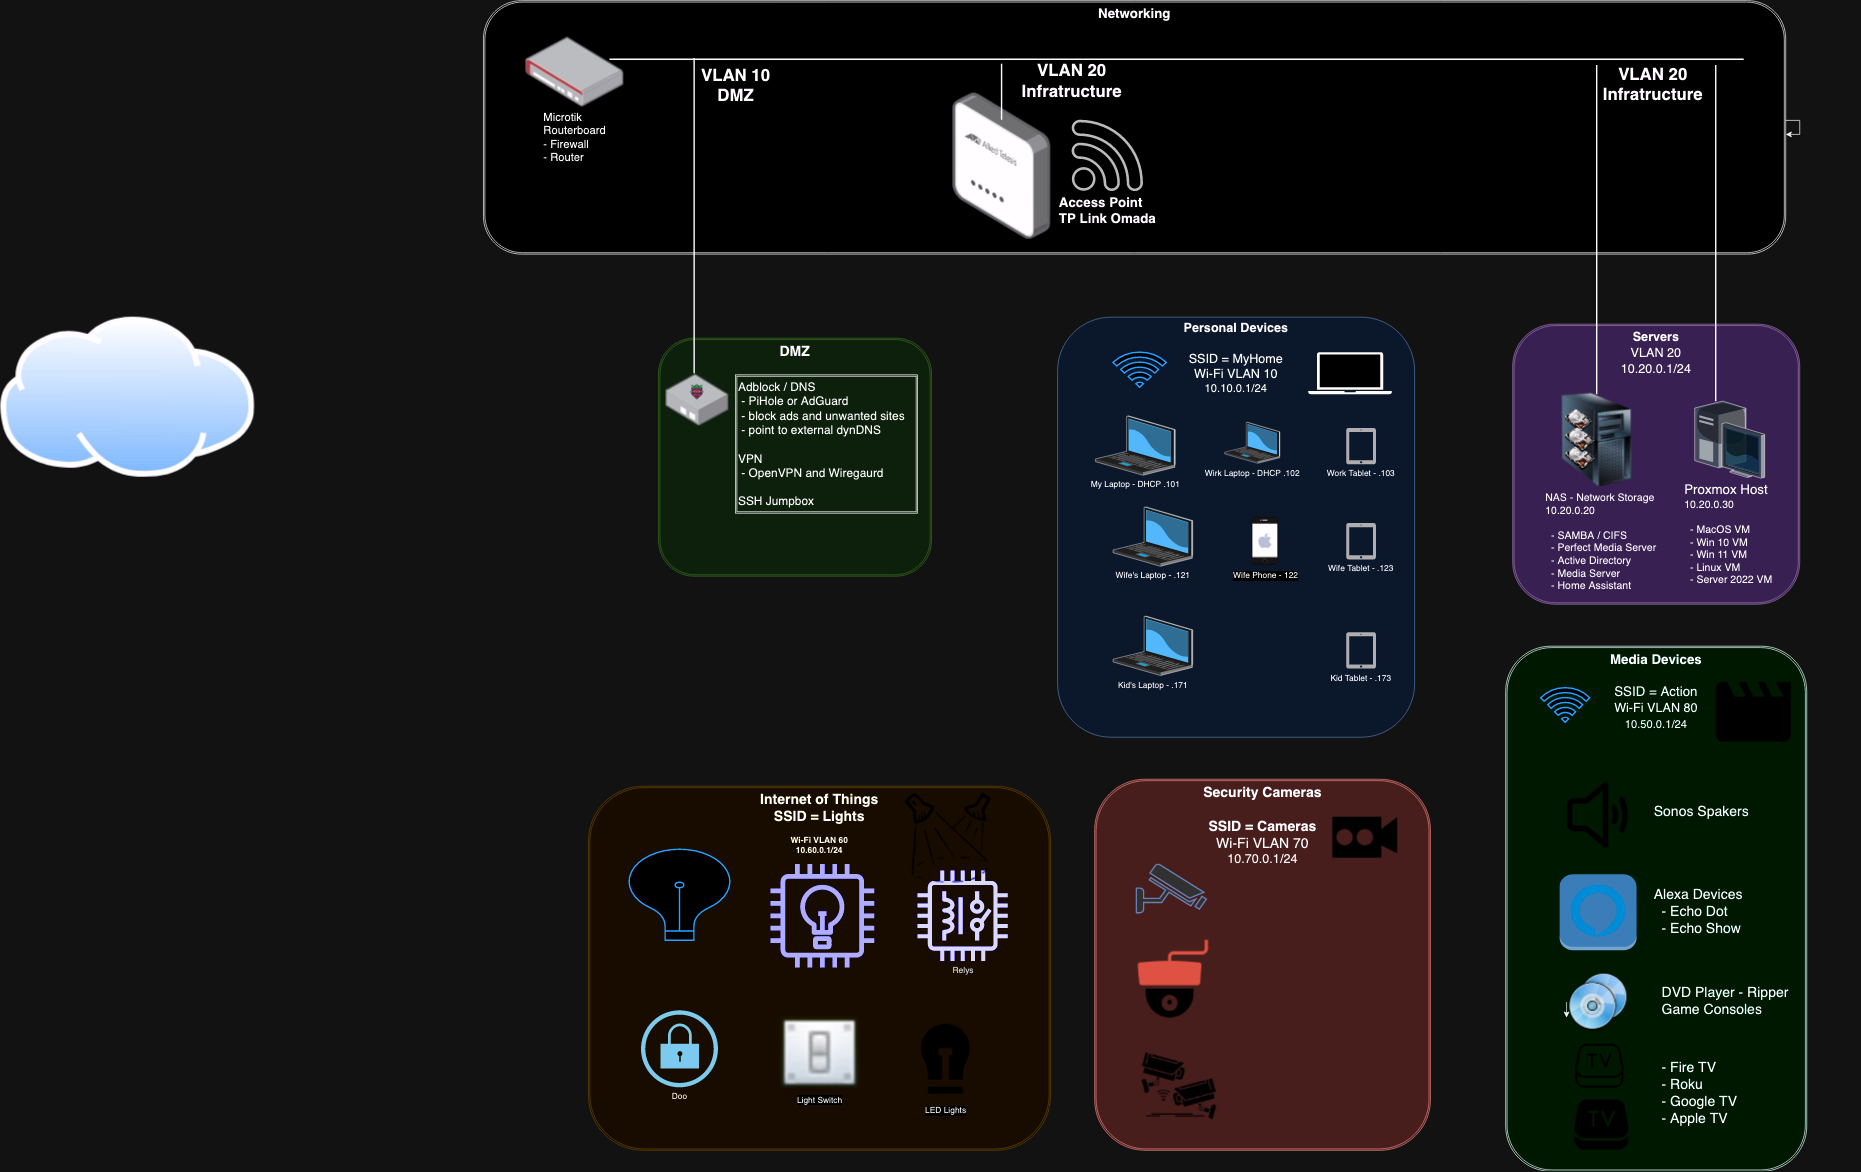 Networking
VLAN 10
DMZ
VLAN 20
Infratructure
VLAN 20
Infratructure
Microtik
Routerboard
- Firewall
- Router
Allied Telesis
Access Point
TP Link Omada
DMZ
Adblock / DNS
- PiHole or AdGuard
- block ads and unwanted sites
- point to external dynDNS
VPN
- OpenVPN and Wiregaurd
SSH Jumpbox
Personal Devices
SSID = MyHome
Wi-Fi VLAN 10
10.10.0.1/24
My Laptop - DHCP .101
Wirk Laptop - DHCP .102
Work Tablet - .103
Wife's Laptop - .121
Wife Phone - 122
Wife Tablet - .123
Kid's Laptop - .171
Kid Tablet - .173
Servers
VLAN 20
10.20.0.1/24
NAS - Network Storage
10.20.0.20
- SAMBA / CIFS
- Perfect Media Server
- Active Directory
- Media Server
- Home Assistant
Proxmox Host
10.20.0.30
- MacOS VM
- Win 10 VM
- Win 11 VM
- Linux VM
- Server 2022 VM
Media Devices
SSID = Action
Wi-Fi VLAN 80
10.50.0.1/24
Sonos Spakers
Alexa Devices
- Echo Dot
- Echo Show
DVD Player - Ripper
Game Consoles
TV
TV
- Fire TV
- Roku
- Google TV
- Apple TV
Internet of Things
SSID = Lights
Wi-Fi VLAN 60
10.60.0.1/24
Relys
Doo
Light Switch
LED Lights
Security Cameras
SSID = Cameras
Wi-Fi VLAN 70
10.70.0.1/24